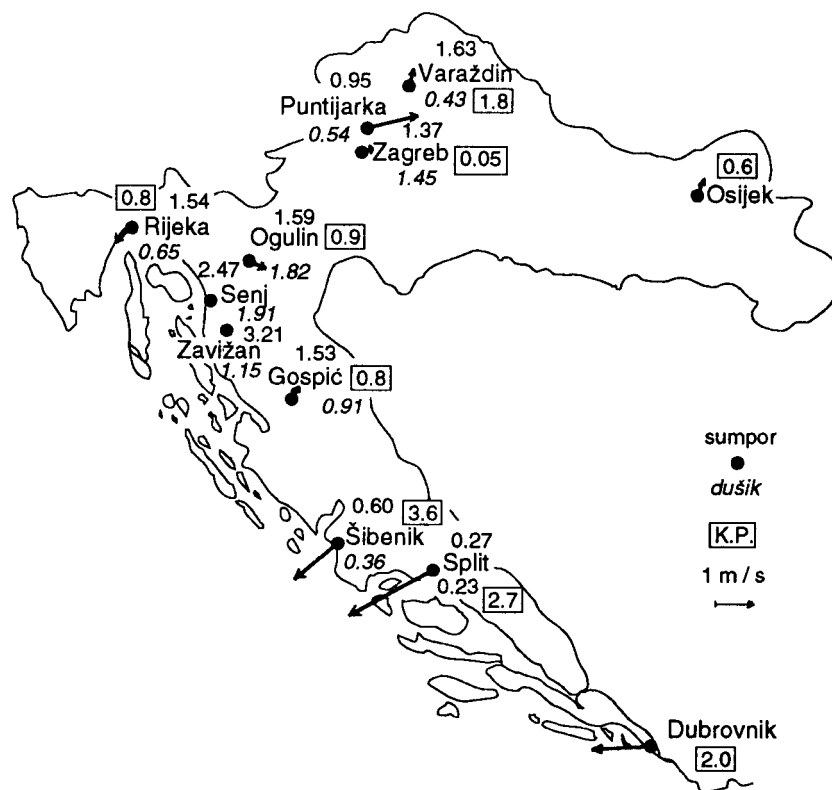 1.63
Varaždin
0.43 1.8
0.95
Puntijarka
0.54
1.37
Zagreb 0.05
1.45
0.6
Osijek
0.8 1.54
Rijeka
0.65
1.59
Ogulin 0.9
1.82
2.47
Senj
1.91
3.21
Zavižan
1.15
1.53
Gospić 0.8
0.91
sumpor
dušik
K.P.
1 m / s
0.60 3.6
Šibenik
0.36
0.27
Split
0.23 2.7
Dubrovnik
2.0